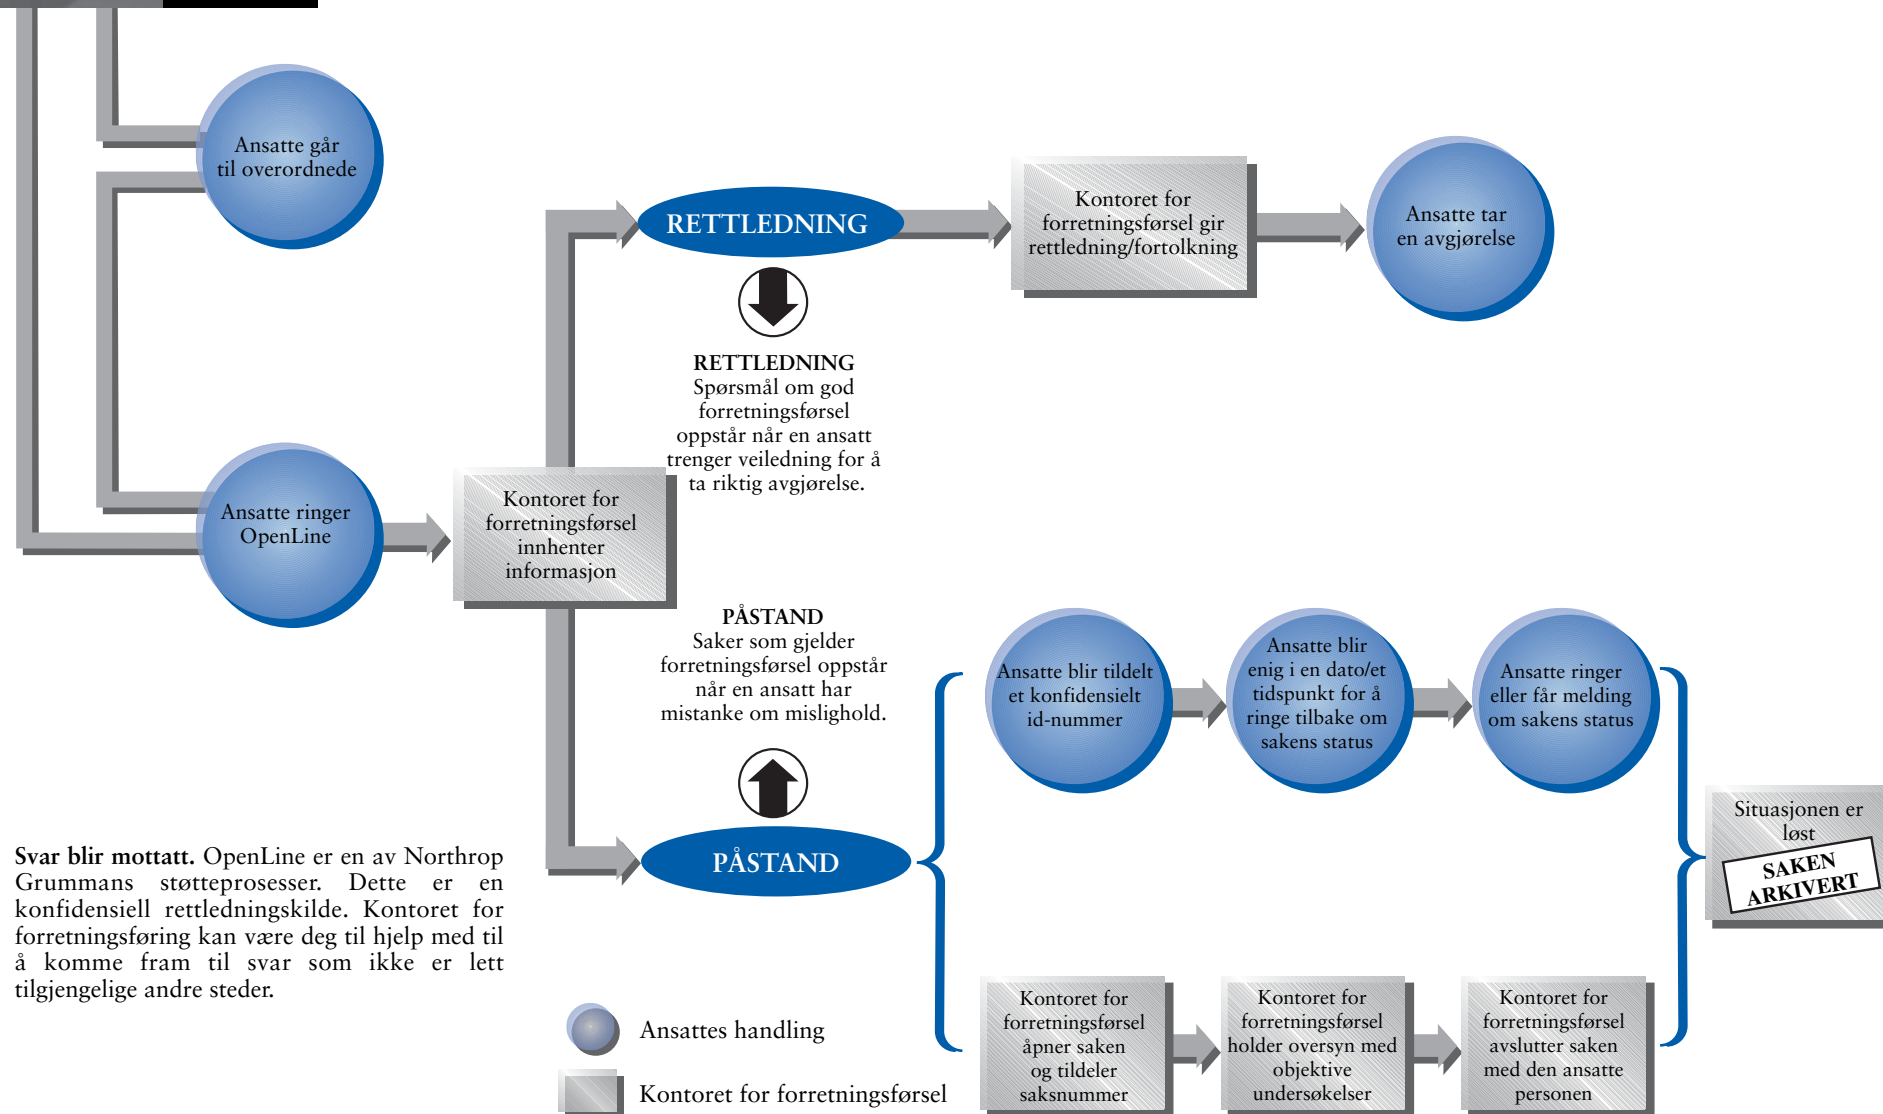 Ansatte går
til overordnede
RETTLEDNING
Kontoret for
forretningsførsel gir
rettledning/fortolkning
Ansatte tar
en avgjørelse
RETTLEDNING
Spørsmål om god
forretningsførsel
oppstår når en ansatt
trenger veiledning for å
ta riktig avgjørelse.
Ansatte ringer
OpenLine
Kontoret for
forretningsførsel
innhenter
informasjon
PÅSTAND
Saker som gjelder
forretningsførsel oppstår
når en ansatt har
mistanke om mislighold.
PÅSTAND
Ansatte blir tildelt
et konfidensielt
id-nummer
Ansatte blir
enig i en dato/et
tidspunkt for å
ringe tilbake om
sakens status
Ansatte ringer
eller får melding
om sakens status
Situasjonen er
løst
SAKEN
ARKIVERT
Kontoret for
forretningsførsel
åpner saken
og tildeler
saksnummer
Kontoret for
forretningsførsel
holder oversyn med
objektive
undersøkelser
Kontoret for
forretningsførsel
avslutter saken
med den ansatte
personen
Svar blir mottatt. OpenLine er en av Northrop
Grummans støtteprosesser. Dette er en
konfidensiell rettledningskilde. Kontoret for
forretningsføring kan være deg til hjelp med til
å komme fram til svar som ikke er lett
tilgjengelige andre steder.
Ansattes handling
Kontoret for forretningsførsel